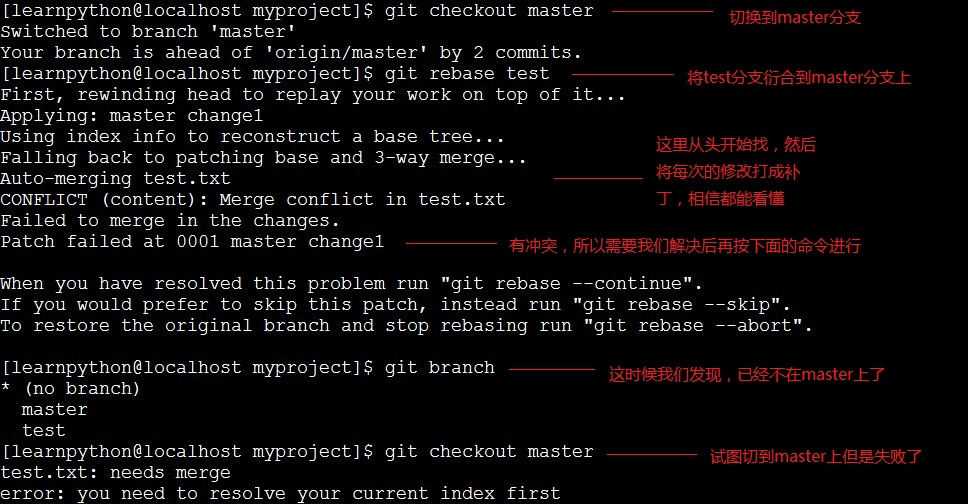 [learnpython@localhost myproject]$ git checkout master 切换到master分支
Switched to branch 'master'
Your branch is ahead of 'origin/master' by 2 commits.
[learnpython@localhost myproject]$ git rebase test 将test分支衍合到master分支上
First, rewinding head to replay your work on top of it...
Applying: master change1
Using index info to reconstruct a base tree...
这里从头开始找，然后
Falling back to patching base and 3-way merge...
将每次的修改打成补
Auto-merging test.txt
丁，相信都能看懂
CONFLICT (content): Merge conflict in test.txt
Failed to merge in the changes.
Patch failed at 0001 master change1 有冲突，所以需要我们解决后再按下面的命令进行
When you have resolved this problem run "git rebase --continue".
If you would prefer to skip this patch, instead run "git rebase --skip".
To restore the original branch and stop rebasing run "git rebase --abort".
[learnpython@localhost myproject]$ git branch 这时候我们发现，已经不在master上了
* (no branch)
master
test
[learnpython@localhost myproject]$ git checkout master 试图切到master上但是失败了
test.txt: needs merge
error: you need to resolve your current index first